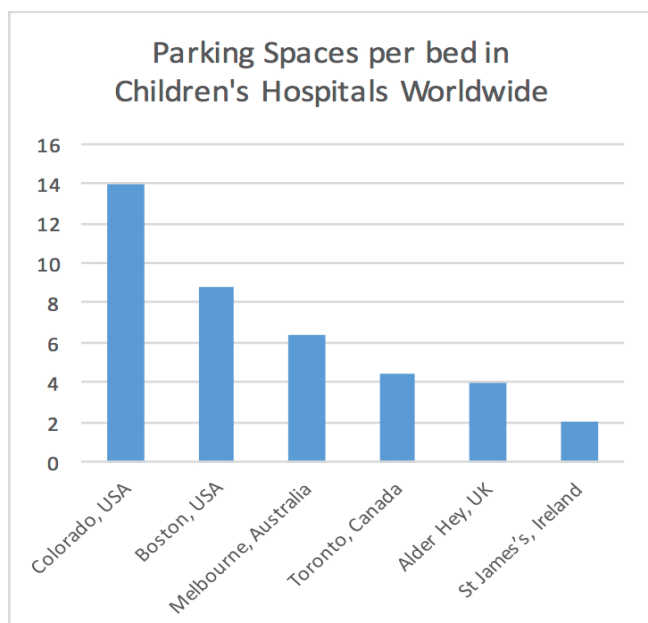 Parking Spaces per bed in
Children's Hospitals Worldwide
16
14
12
10
8
6
4
2
0
Colorado, USA
Boston, USA
Melbourne, Australia
Toronto, Canada
Alder Hey, UK
St James's, Ireland